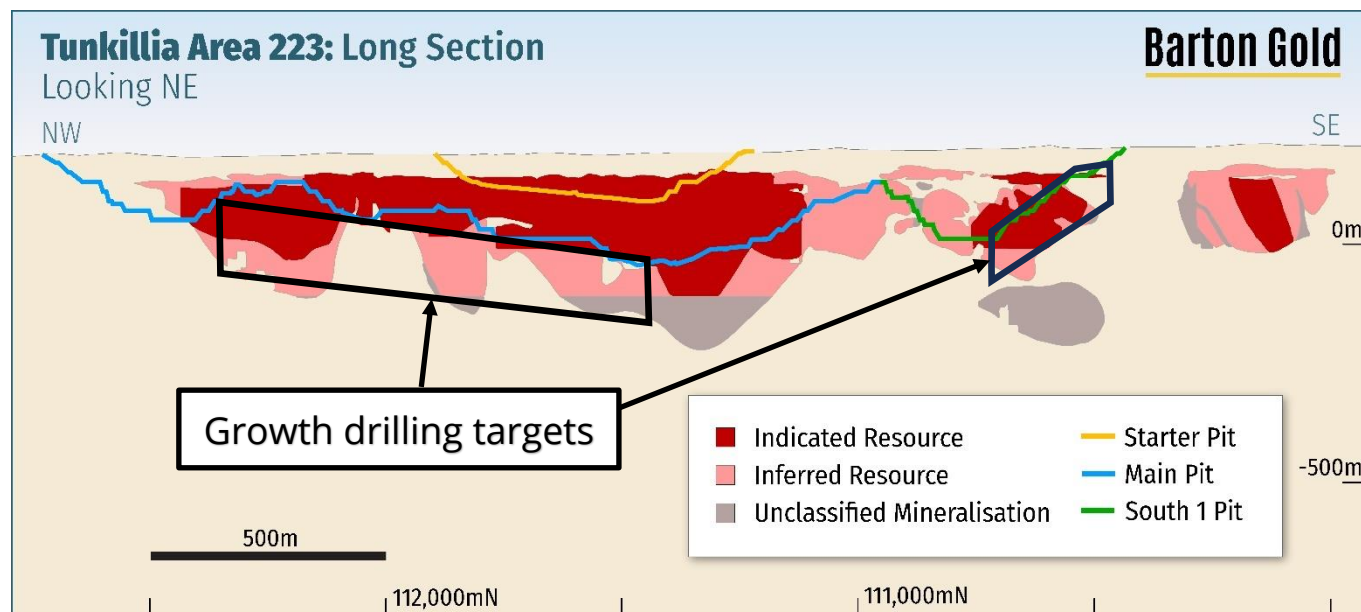 Tunkillia Area 223: Long Section
Barton Gold
Looking NE
NW
SE
0m
Growth drilling targets
Indicated Resource
Inferred Resource
Unclassified Mineralisation
Starter Pit
Main Pit
South 1 Pit
-500m
500m
112,000mN
111,000mN